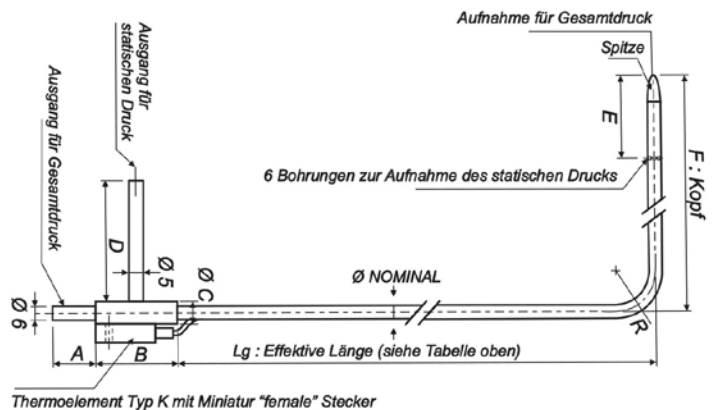 Aufnahme für Gesamtdruck
Spitze
Ausgang für
statischen Druck
Ausgang für Gesamtdruck
E
F : Kopf
6 Bohrungen zur Aufnahme des statischen Drucks
D
Ø 5
Ø C
Ø NOMINAL
Ø 6
R
A
B
Lg : Effektive Länge (siehe Tabelle oben)
Thermoelement Typ K mit Miniatur "female" Stecker